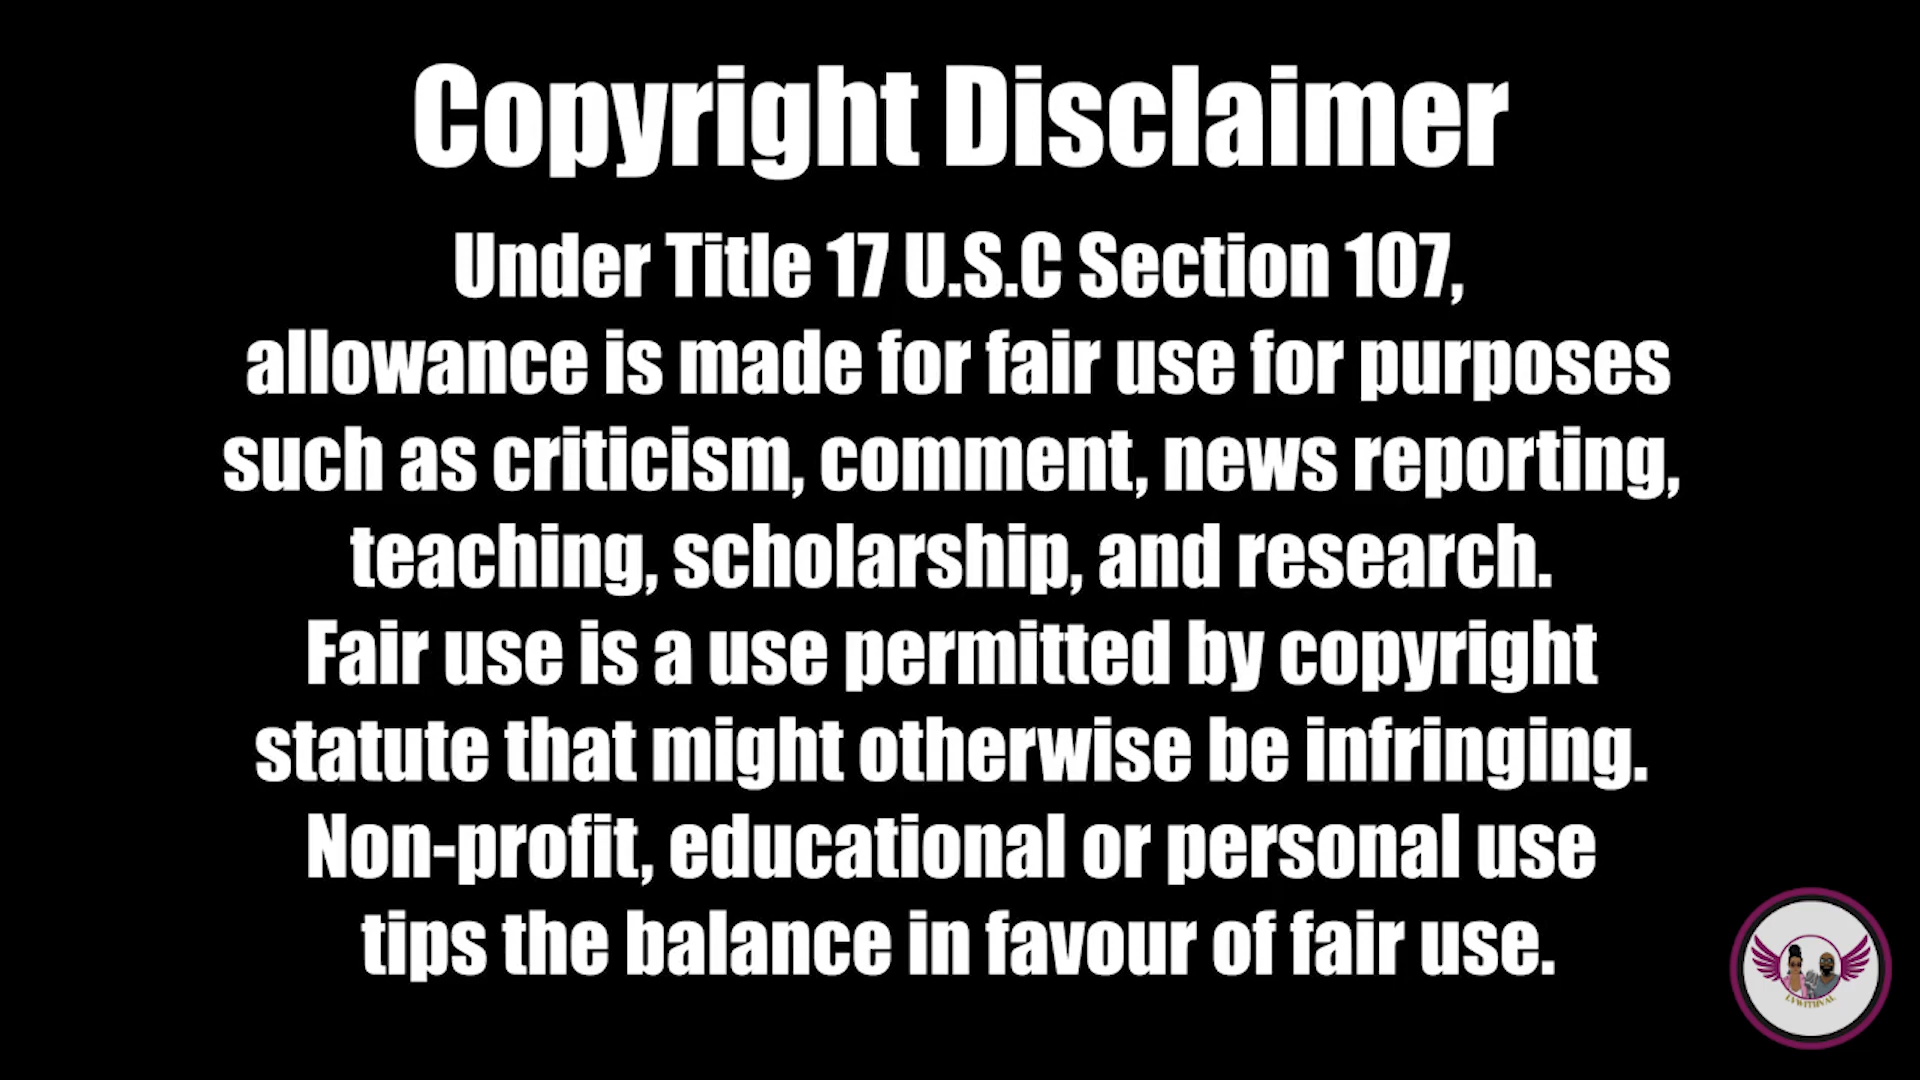 Copyright Disclaimer
Under Title 17 U.S.C Section 107,
allowance is made for fair use for purposes
such as criticism, comment, news reporting,
teaching, scholarship, and research.
Fair use is a use permitted by copyright
statute that might otherwise be infringing.
Non-profit, educational or personal use
tips the balance in favour of fair use.